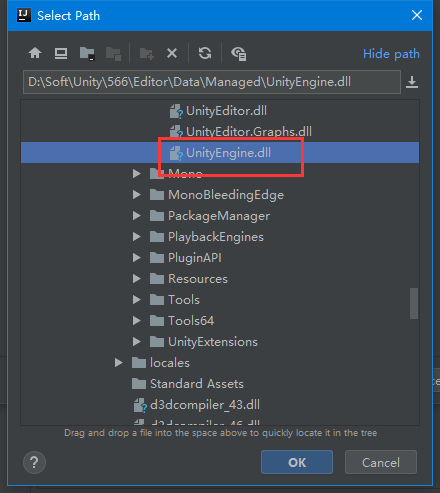 IJ Select Path
Hide path
D:\Soft\Unity\566\Editor\Data\Managed\UnityEngine.dll
UnityEditor.dll
UnityEditor.Graphs.dll
UnityEngine.dll
Mono
MonoBleedingEdge
PackageManager
PlaybackEngines
PluginAPI
Resources
Tools
Tools64
UnityExtensions
locales
Standard Assets
d3dcompiler_43.dll
d3dcompiler_46.dll
Drag and drop a file into the space above to quickly locate it in the tree
? OK Cancel